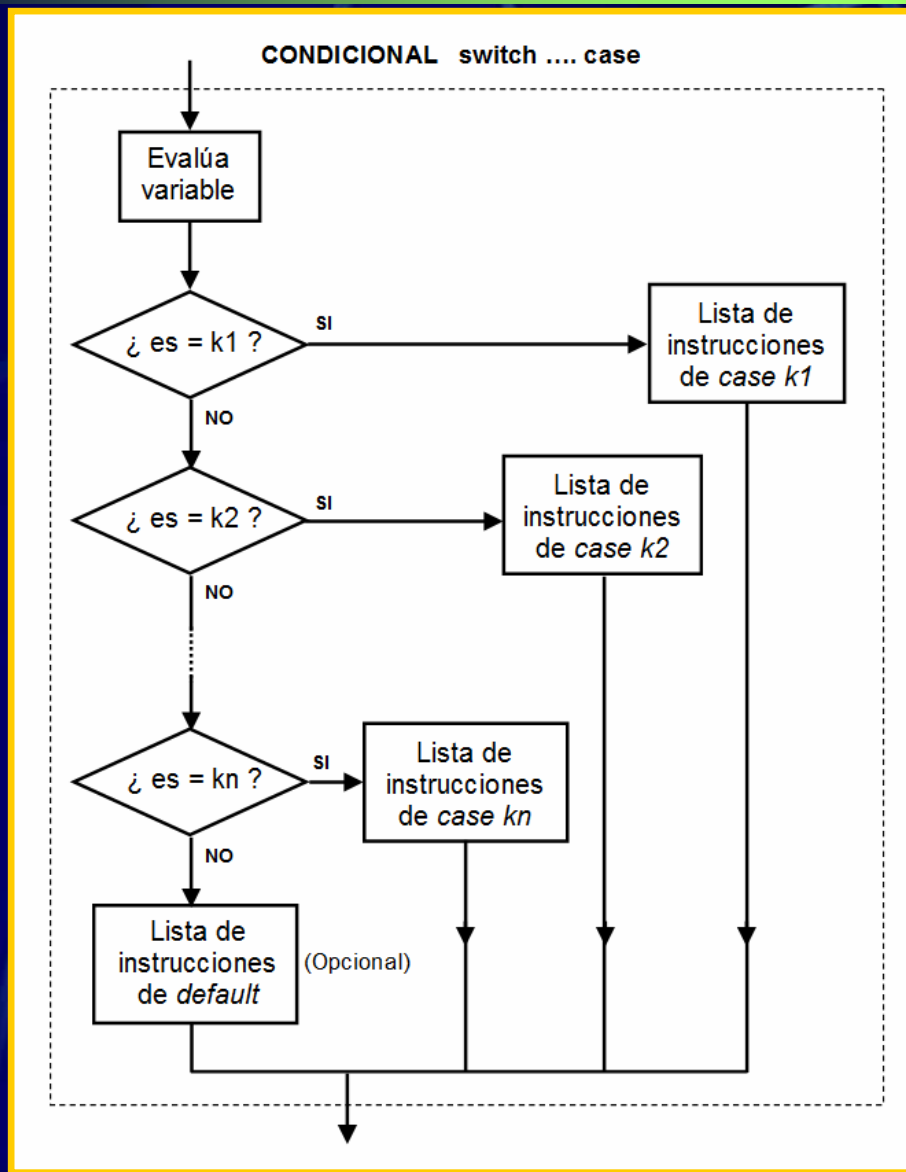 CONDICIONAL switch .... case
Evalúa
variable
¿ es = k1 ?
SI
Lista de
instrucciones
de case k1
NO
¿ es = k2 ?
SI
Lista de
instrucciones
de case k2
NO
¿ es = kn ?
SI
Lista de
instrucciones
de case kn
NO
Lista de
instrucciones
de default
(Opcional)